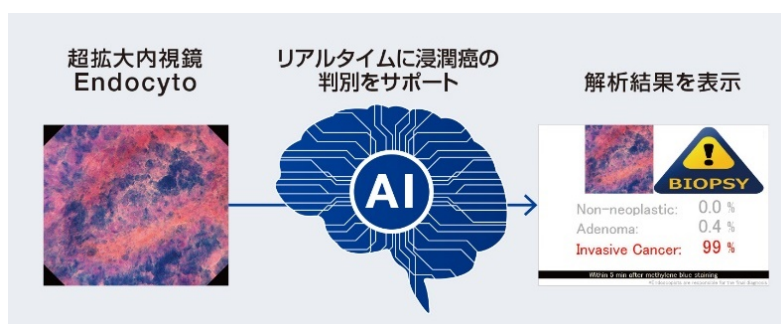 超拡大内視鏡
Endocyto
リアルタイムに浸潤癌の
判別をサポート
解析結果を表示
AI
!
BIOPSY
Non-neoplastic: 0.0 %
Adenoma: 0.4 %
Invasive Cancer: 99 %
Within 5 min after methylene blue staining